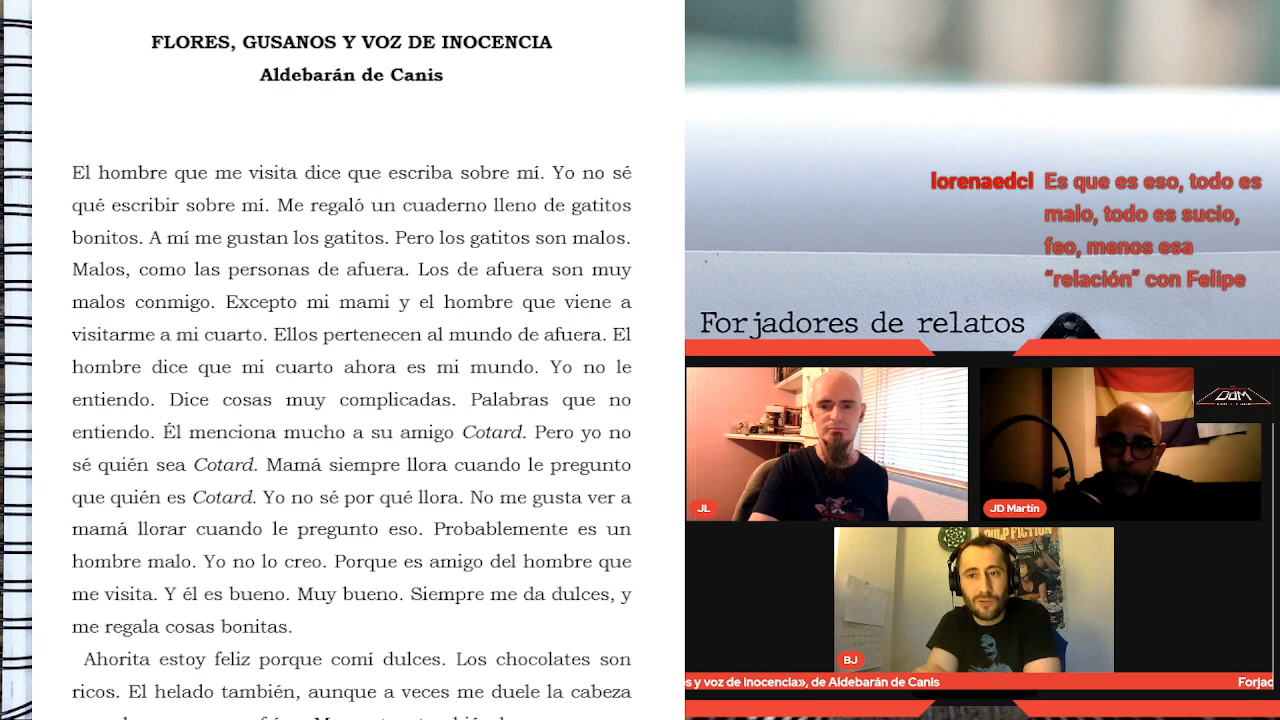 FLORES, GUSANOS Y VOZ DE INOCENCIA
Aldebarán de Canis
El hombre que me visita dice que escriba sobre mí. Yo no sé
qué escribir sobre mí. Me regaló un cuaderno lleno de gatitos
bonitos. A mí me gustan los gatitos. Pero los gatitos son malos.
Malos, como las personas de afuera. Los de afuera son muy
malos conmigo. Excepto mi mami y el hombre que viene a
visitarme a mi cuarto. Ellos pertenecen al mundo de afuera. El
hombre dice que mi cuarto ahora es mi mundo. Yo no le
entiendo. Dice cosas muy complicadas. Palabras que no
entiendo. Él menciona mucho a su amigo Cotard. Pero yo no
sé quién sea Cotard. Mamá siempre llora cuando le pregunto
que quién es Cotard. Yo no sé por qué llora. No me gusta ver a
mamá llorar cuando le pregunto eso. Probablemente es un
hombre malo. Yo no lo creo. Porque es amigo del hombre que
me visita. Y él es bueno. Muy bueno. Siempre me da dulces, y
me regala cosas bonitas.
Ahorita estoy feliz porque comí dulces. Los chocolates son
ricos. El helado también, aunque a veces me duele la cabeza
lorenaedcl Es que es eso, todo es
malo, todo es sucio,
feo, menos esa
“relación” con Felipe
Forjadores de relatos
JL
JD Martín
PULP FICTION
BJ
s y voz de inocencia», de Aldebarán de Canis
Forjad